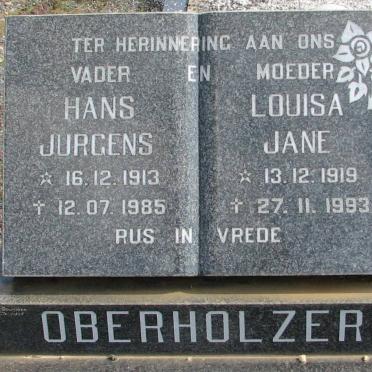 TER HERINNERING AAN ONS
VADER EN MOEDER
HANS
JURGENS
☆ 16.12.1913
✝ 12.07.1985
LOUISA
JANE
☆ 13.12.1919
✝ 27.11.1993
RUS IN VREDE
OBERHOLZER